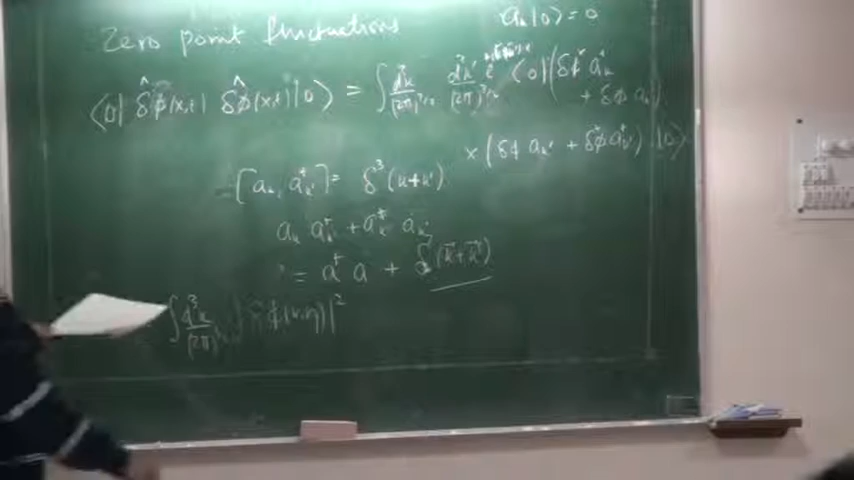 Zero point fluctuations
a_k |0> = 0
<0| δφ̂(x,t) δφ̂(x,t) |0> = ∫ d³k/(2π)^{3/2} d³k'/(2π)^{3/2} <0| (δφ* a_k^+
+ δφ a_k)
× (δφ a_k' + δφ* a_k'^+) |0>
[a_k, a_k'^+] = δ³(k+k')
a_k a_k'^+ + a_k^+ a_k'
= a^+ a + δ(k+k')
∫ d³k/(2π)³ |δφ(k,η)|²